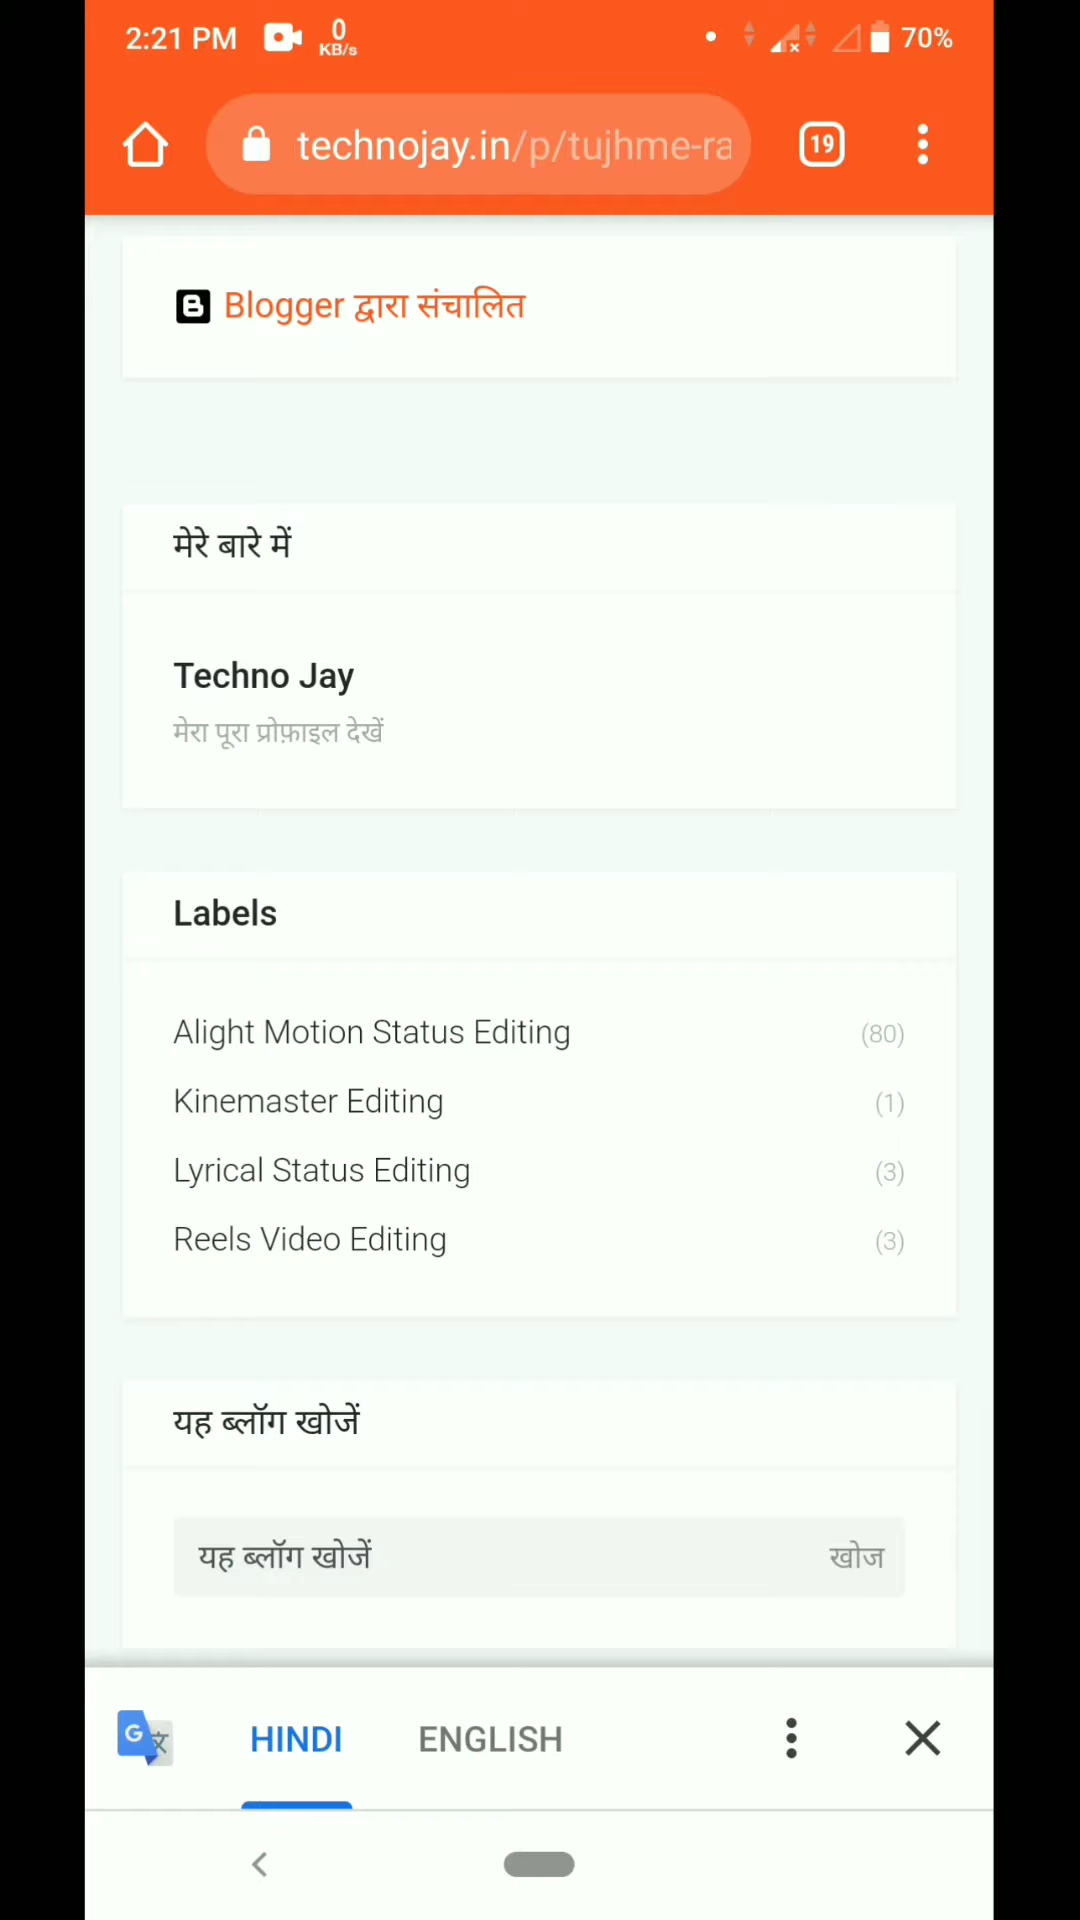 2:21 PM 0 KB/s 70%
technojay.in/p/tujhme-ra
19
Blogger द्वारा संचालित
मेरे बारे में
Techno Jay
मेरा पूरा प्रोफ़ाइल देखें
Labels
Alight Motion Status Editing (80)
Kinemaster Editing (1)
Lyrical Status Editing (3)
Reels Video Editing (3)
यह ब्लॉग खोजें
यह ब्लॉग खोजें खोज
HINDI ENGLISH